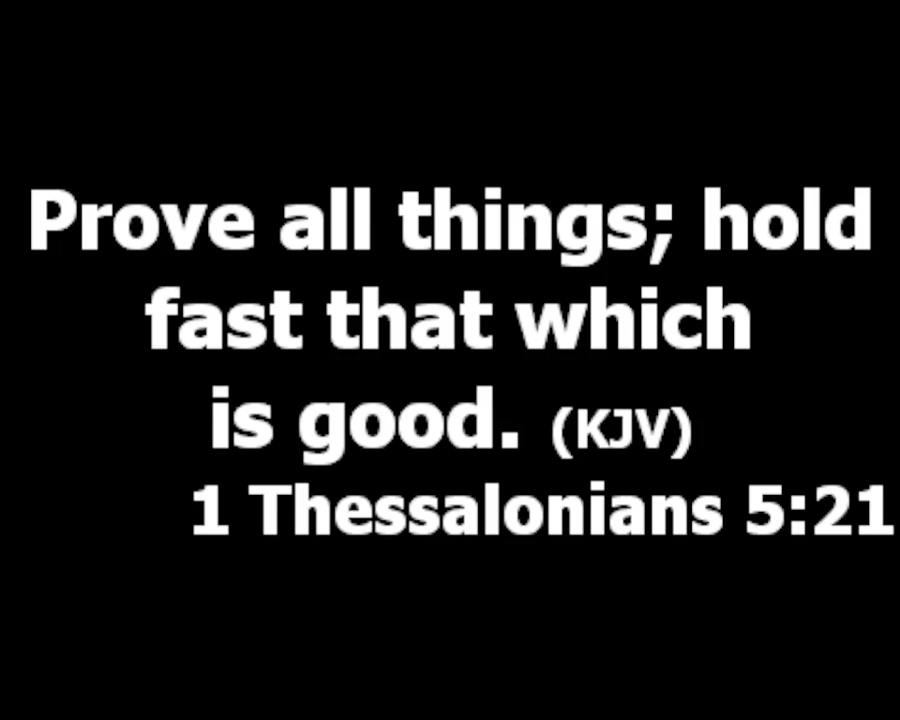 Prove all things; hold
fast that which
is good. (KJV)
1 Thessalonians 5:21